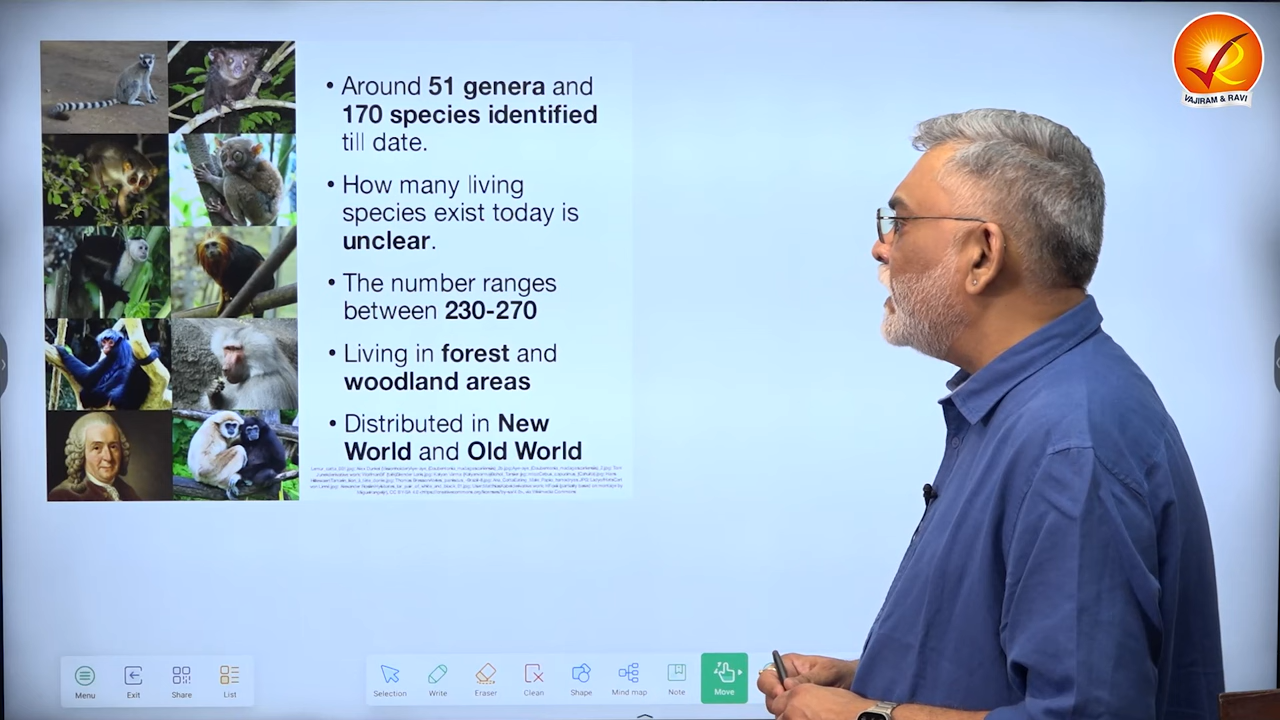 VAJIRAM & RAVI
• Around 51 genera and
170 species identified
till date.
• How many living
species exist today is
unclear.
• The number ranges
between 230-270
• Living in forest and
woodland areas
• Distributed in New
World and Old World
Menu
Exit
Share
List
Selection
Write
Eraser
Clean
Shape
Mind map
Note
Move